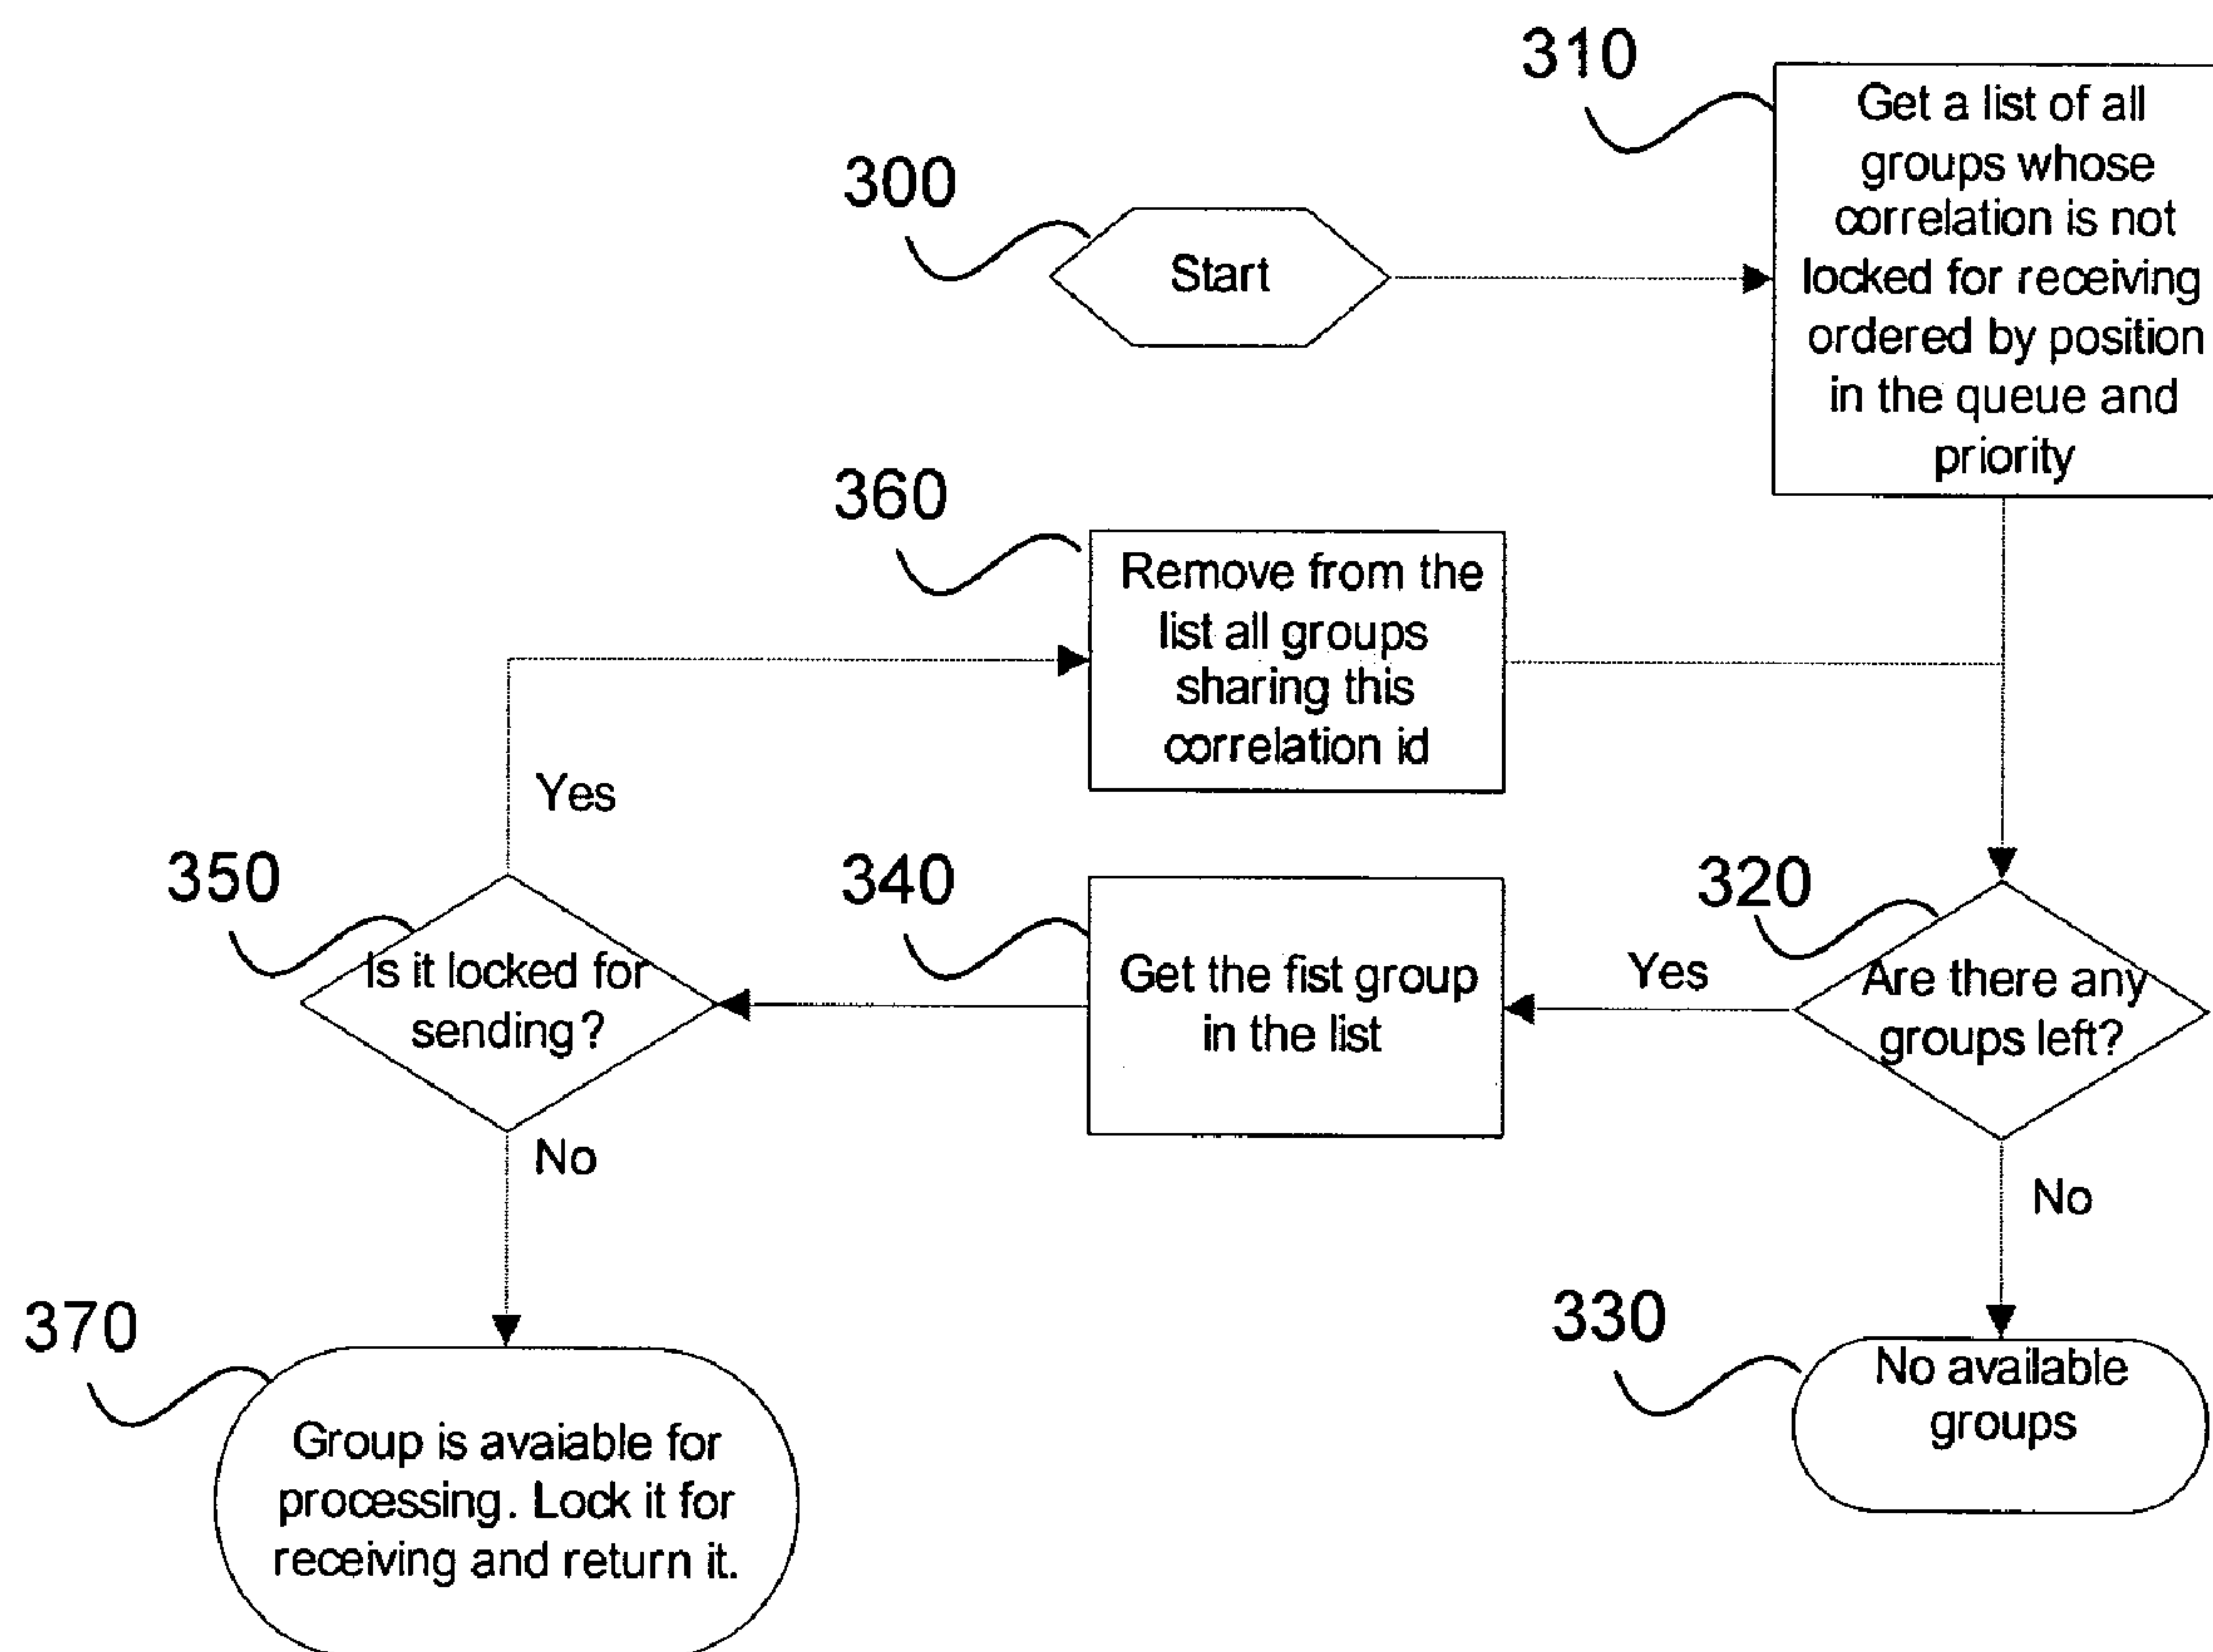 310
Get a list of all
groups whose
correlation is not
locked for receiving
ordered by position
in the queue and
priority
300
Start
360
Remove from the
list all groups
sharing this
correlation id
Yes
350
Is it locked for
sending?
340
Get the fist group
in the list
Yes
320
Are there any
groups left?
No
No
370
Group is avaiable for
processing. Lock it for
receiving and return it.
330
No available
groups